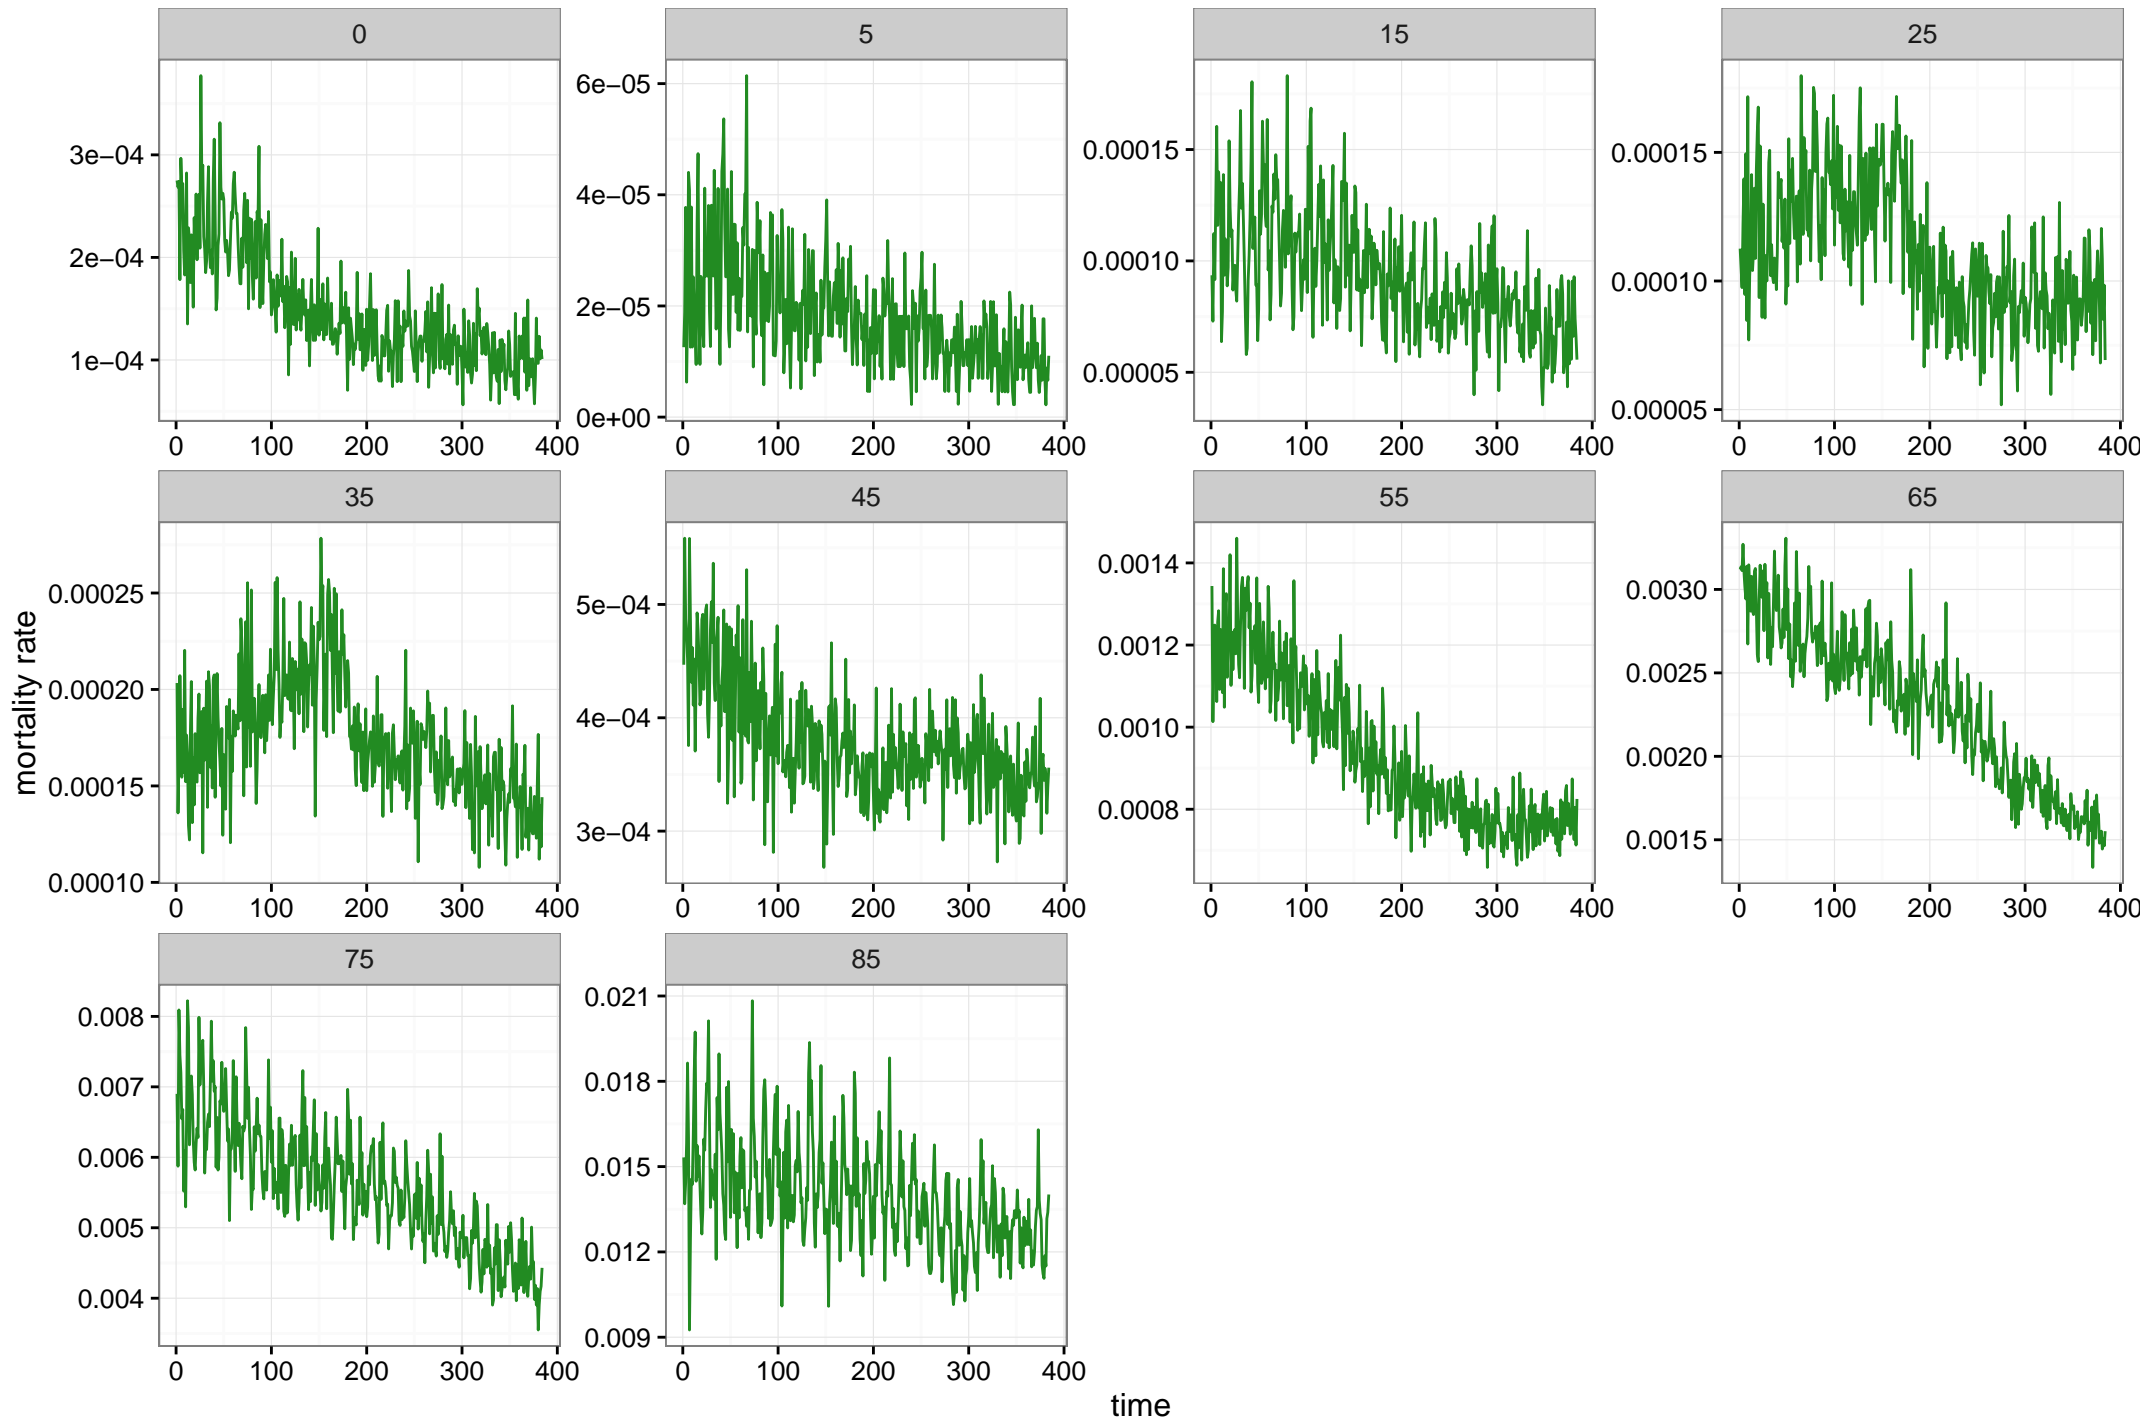 0 5 15 25
3e−04
2e−04
1e−04
0 100 200 300 400
6e−05
4e−05
2e−05
0e+00
0 100 200 300 400
0.00015
0.00010
0.00005
0 100 200 300 400
0.00015
0.00010
0.00005
0 100 200 300 400
35 45 55 65
mortality rate
0.00025
0.00020
0.00015
0.00010
0 100 200 300 400
5e−04
4e−04
3e−04
0 100 200 300 400
0.0014
0.0012
0.0010
0.0008
0 100 200 300 400
0.0030
0.0025
0.0020
0.0015
0 100 200 300 400
75 85
0.008
0.007
0.006
0.005
0.004
0 100 200 300 400
0.021
0.018
0.015
0.012
0.009
0 100 200 300 400
time